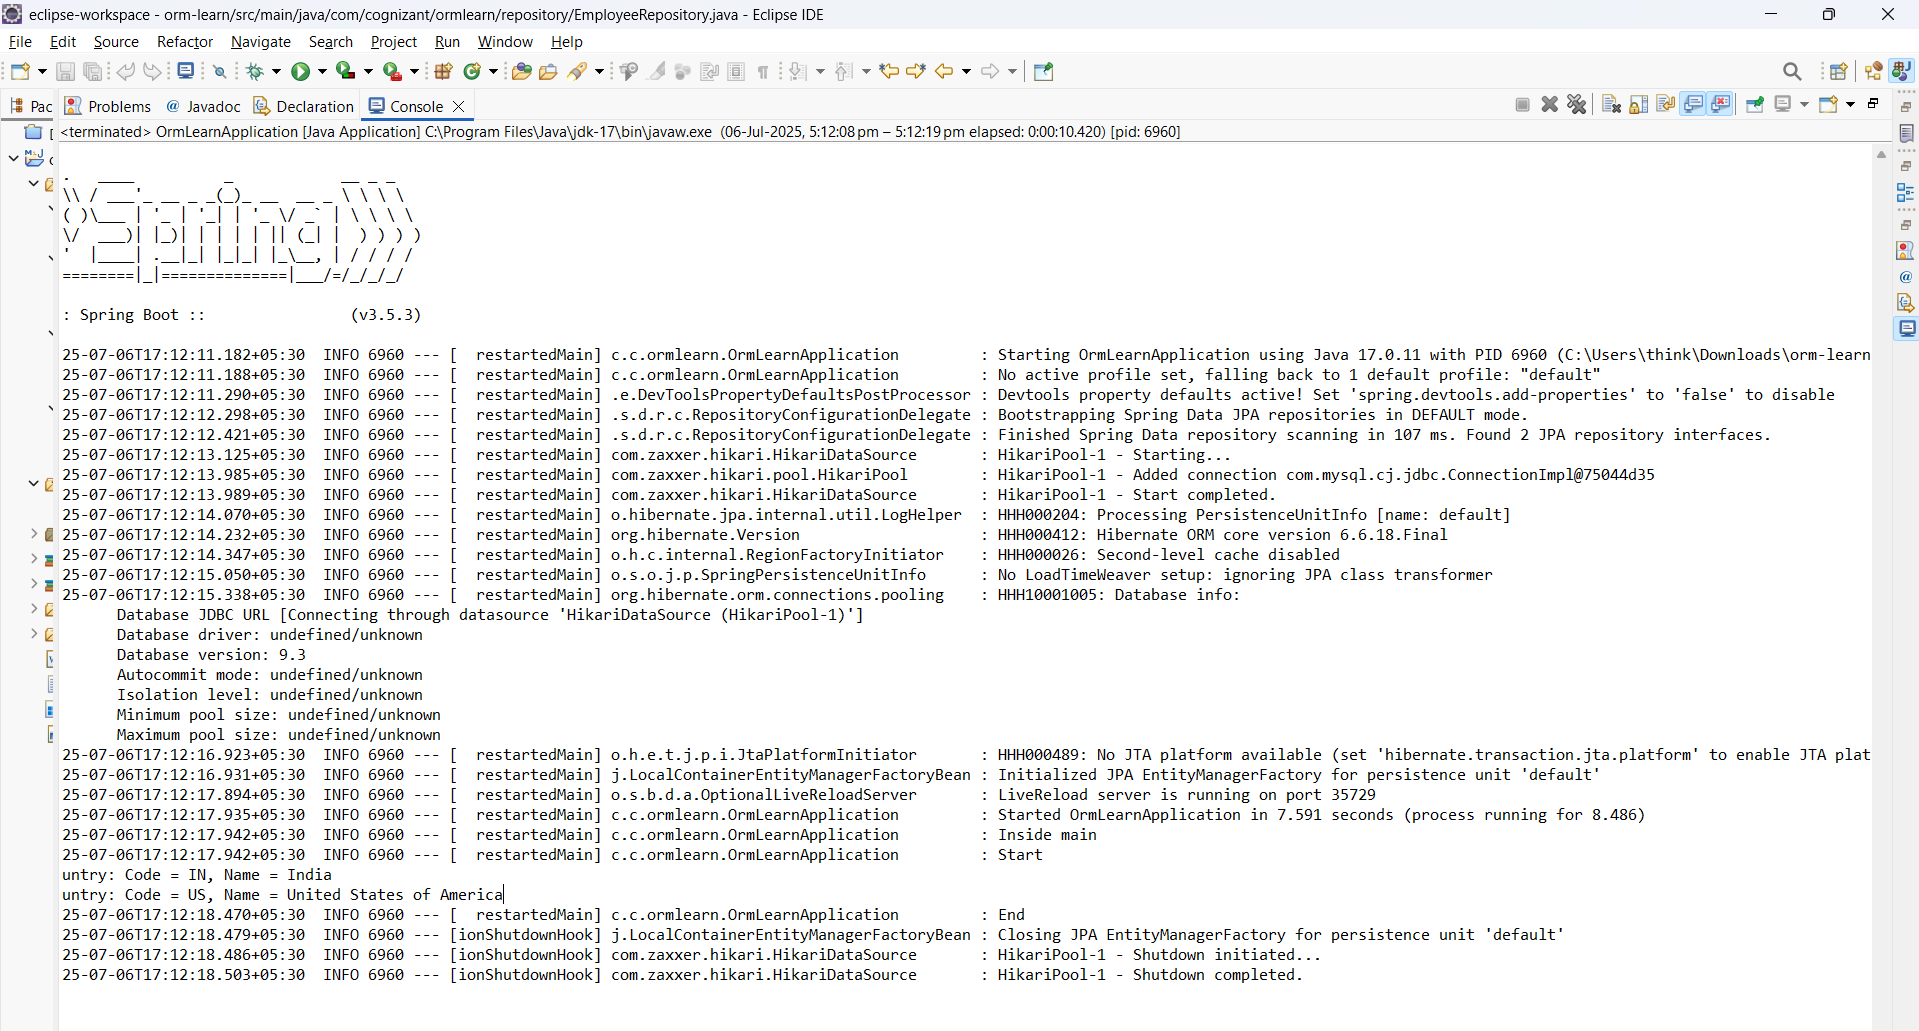 eclipse-workspace - orm-learn/src/main/java/com/cognizant/ormlearn/repository/EmployeeRepository.java - Eclipse IDE
File Edit Source Refactor Navigate Search Project Run Window Help
Pac Problems @ Javadoc Declaration Console
<terminated> OrmLearnApplication [Java Application] C:\Program Files\Java\jdk-17\bin\javaw.exe (06-Jul-2025, 5:12:08 pm – 5:12:19 pm elapsed: 0:00:10.420) [pid: 6960]
: Spring Boot :: (v3.5.3)
25-07-06T17:12:11.182+05:30 INFO 6960 --- [ restartedMain] c.c.ormlearn.OrmLearnApplication : Starting OrmLearnApplication using Java 17.0.11 with PID 6960 (C:\Users\think\Downloads\orm-learn
25-07-06T17:12:11.188+05:30 INFO 6960 --- [ restartedMain] c.c.ormlearn.OrmLearnApplication : No active profile set, falling back to 1 default profile: "default"
25-07-06T17:12:11.290+05:30 INFO 6960 --- [ restartedMain] .e.DevToolsPropertyDefaultsPostProcessor : Devtools property defaults active! Set 'spring.devtools.add-properties' to 'false' to disable
25-07-06T17:12:12.298+05:30 INFO 6960 --- [ restartedMain] .s.d.r.c.RepositoryConfigurationDelegate : Bootstrapping Spring Data JPA repositories in DEFAULT mode.
25-07-06T17:12:12.421+05:30 INFO 6960 --- [ restartedMain] .s.d.r.c.RepositoryConfigurationDelegate : Finished Spring Data repository scanning in 107 ms. Found 2 JPA repository interfaces.
25-07-06T17:12:13.125+05:30 INFO 6960 --- [ restartedMain] com.zaxxer.hikari.HikariDataSource : HikariPool-1 - Starting...
25-07-06T17:12:13.985+05:30 INFO 6960 --- [ restartedMain] com.zaxxer.hikari.pool.HikariPool : HikariPool-1 - Added connection com.mysql.cj.jdbc.ConnectionImpl@75044d35
25-07-06T17:12:13.989+05:30 INFO 6960 --- [ restartedMain] com.zaxxer.hikari.HikariDataSource : HikariPool-1 - Start completed.
25-07-06T17:12:14.070+05:30 INFO 6960 --- [ restartedMain] o.hibernate.jpa.internal.util.LogHelper : HHH000204: Processing PersistenceUnitInfo [name: default]
25-07-06T17:12:14.232+05:30 INFO 6960 --- [ restartedMain] org.hibernate.Version : HHH000412: Hibernate ORM core version 6.6.18.Final
25-07-06T17:12:14.347+05:30 INFO 6960 --- [ restartedMain] o.h.c.internal.RegionFactoryInitiator : HHH000026: Second-level cache disabled
25-07-06T17:12:15.050+05:30 INFO 6960 --- [ restartedMain] o.s.o.j.p.SpringPersistenceUnitInfo : No LoadTimeWeaver setup: ignoring JPA class transformer
25-07-06T17:12:15.338+05:30 INFO 6960 --- [ restartedMain] org.hibernate.orm.connections.pooling : HHH10001005: Database info:
Database JDBC URL [Connecting through datasource 'HikariDataSource (HikariPool-1)']
Database driver: undefined/unknown
Database version: 9.3
Autocommit mode: undefined/unknown
Isolation level: undefined/unknown
Minimum pool size: undefined/unknown
Maximum pool size: undefined/unknown
25-07-06T17:12:16.923+05:30 INFO 6960 --- [ restartedMain] o.h.e.t.j.p.i.JtaPlatformInitiator : HHH000489: No JTA platform available (set 'hibernate.transaction.jta.platform' to enable JTA plat
25-07-06T17:12:16.931+05:30 INFO 6960 --- [ restartedMain] j.LocalContainerEntityManagerFactoryBean : Initialized JPA EntityManagerFactory for persistence unit 'default'
25-07-06T17:12:17.894+05:30 INFO 6960 --- [ restartedMain] o.s.b.d.a.OptionalLiveReloadServer : LiveReload server is running on port 35729
25-07-06T17:12:17.935+05:30 INFO 6960 --- [ restartedMain] c.c.ormlearn.OrmLearnApplication : Started OrmLearnApplication in 7.591 seconds (process running for 8.486)
25-07-06T17:12:17.942+05:30 INFO 6960 --- [ restartedMain] c.c.ormlearn.OrmLearnApplication : Inside main
25-07-06T17:12:17.942+05:30 INFO 6960 --- [ restartedMain] c.c.ormlearn.OrmLearnApplication : Start
untry: Code = IN, Name = India
untry: Code = US, Name = United States of America
25-07-06T17:12:18.470+05:30 INFO 6960 --- [ restartedMain] c.c.ormlearn.OrmLearnApplication : End
25-07-06T17:12:18.479+05:30 INFO 6960 --- [ionShutdownHook] j.LocalContainerEntityManagerFactoryBean : Closing JPA EntityManagerFactory for persistence unit 'default'
25-07-06T17:12:18.486+05:30 INFO 6960 --- [ionShutdownHook] com.zaxxer.hikari.HikariDataSource : HikariPool-1 - Shutdown initiated...
25-07-06T17:12:18.503+05:30 INFO 6960 --- [ionShutdownHook] com.zaxxer.hikari.HikariDataSource : HikariPool-1 - Shutdown completed.